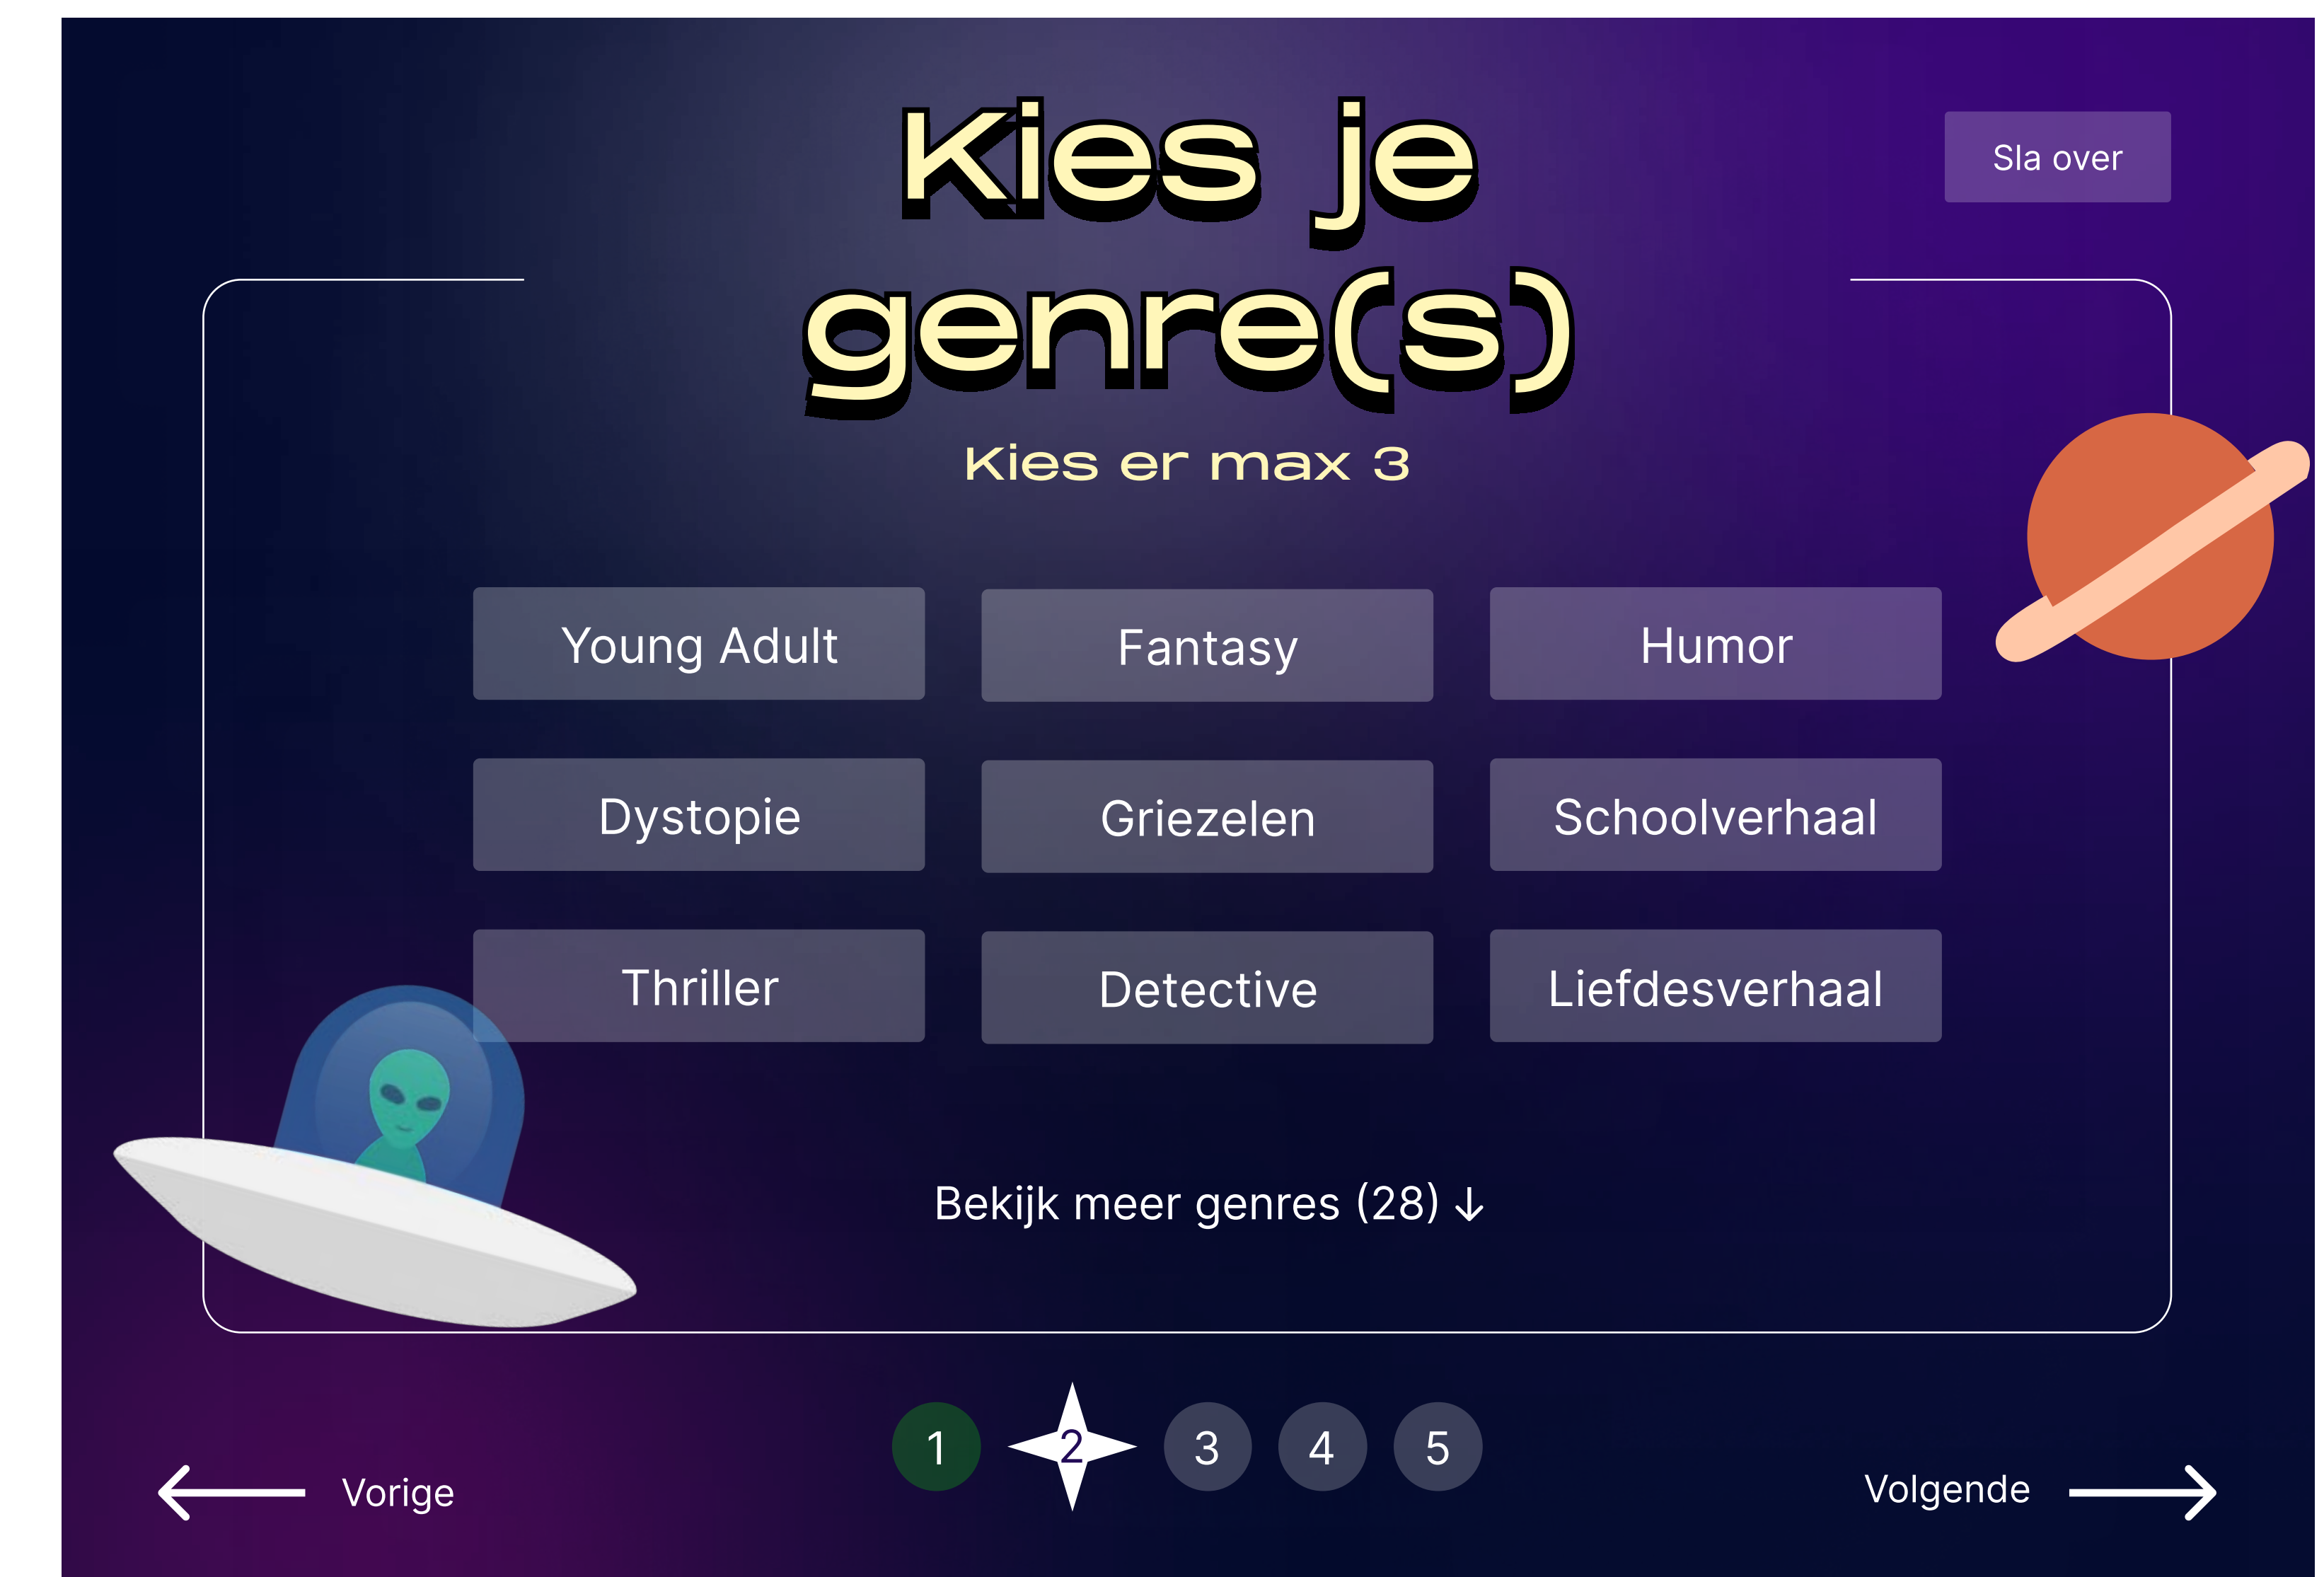 Kies je
genre(s)
Sla over
Kies er max 3
Young Adult
Fantasy
Humor
Dystopie
Griezelen
Schoolverhaal
Thriller
Detective
Liefdesverhaal
Bekijk meer genres (28) ↓
1 2 3 4 5
Vorige
Volgende